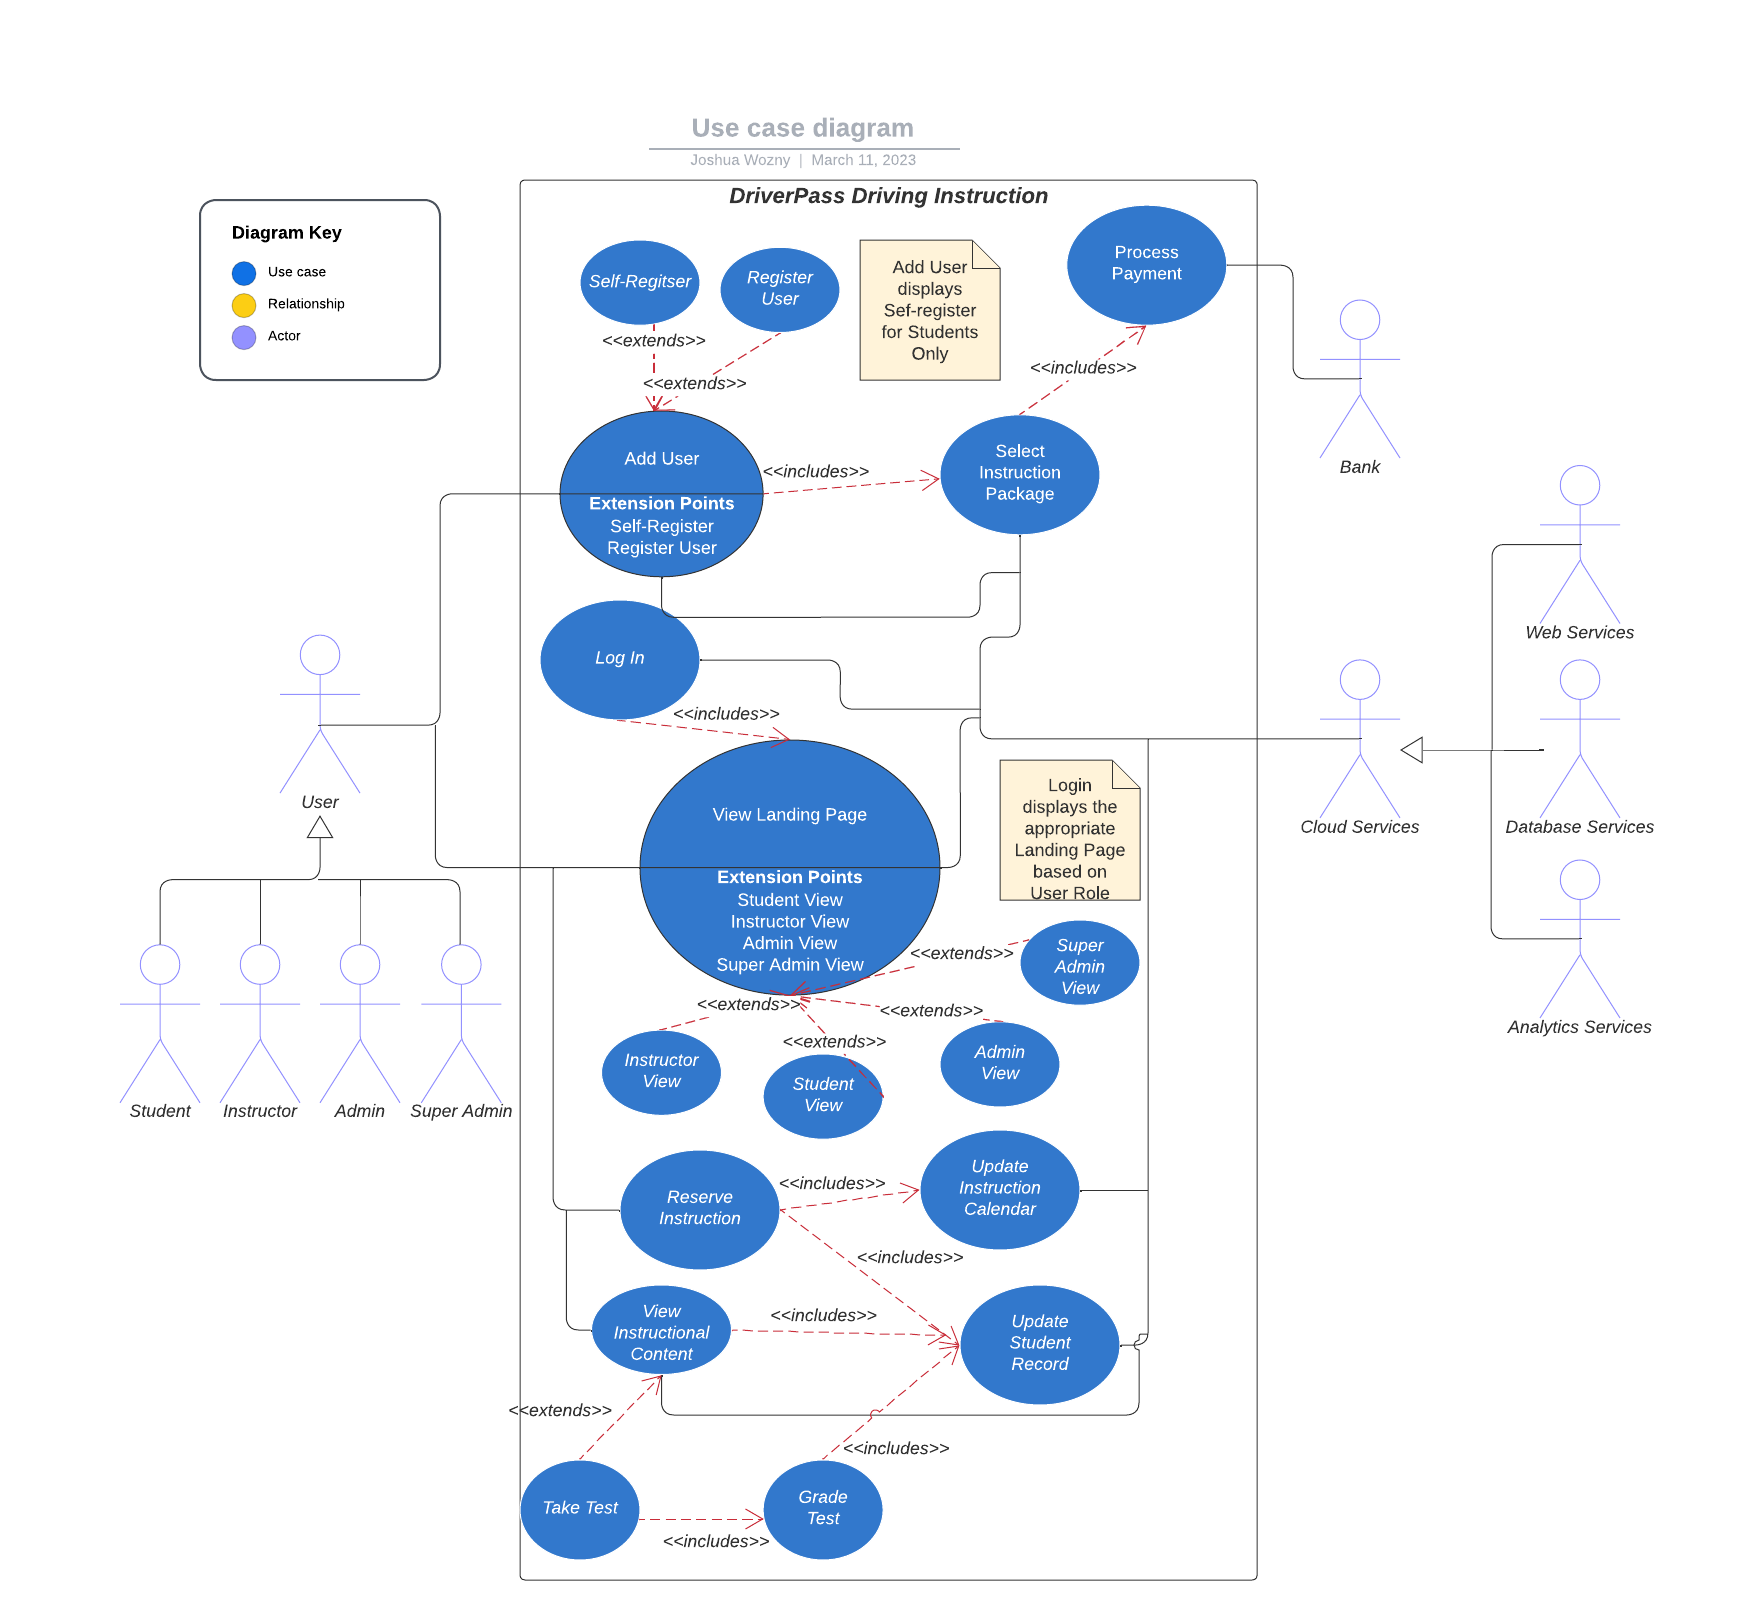 Use case diagram
Joshua Wozny | March 11, 2023
DriverPass Driving Instruction
Diagram Key
Use case
Relationship
Actor
Self-Regitser
Register
User
Add User
displays
Sef-register
for Students
Only
Process
Payment
<<extends>>
<<extends>>
<<includes>>
Bank
Add User
Extension Points
Self-Register
Register User
<<includes>>
Select
Instruction
Package
Web Services
Log In
<<includes>>
User
Cloud Services
Database Services
View Landing Page
Extension Points
Student View
Instructor View
Admin View
Super Admin View
Login
displays the
appropriate
Landing Page
based on
User Role
<<extends>>
Super
Admin
View
<<extends>>
<<extends>>
<<extends>>
Analytics Services
Instructor
View
Student
View
Admin
View
Student
Instructor
Admin
Super Admin
Reserve
Instruction
<<includes>>
Update
Instruction
Calendar
<<includes>>
View
Instructional
Content
<<includes>>
Update
Student
Record
<<extends>>
<<includes>>
Take Test
<<includes>>
Grade
Test